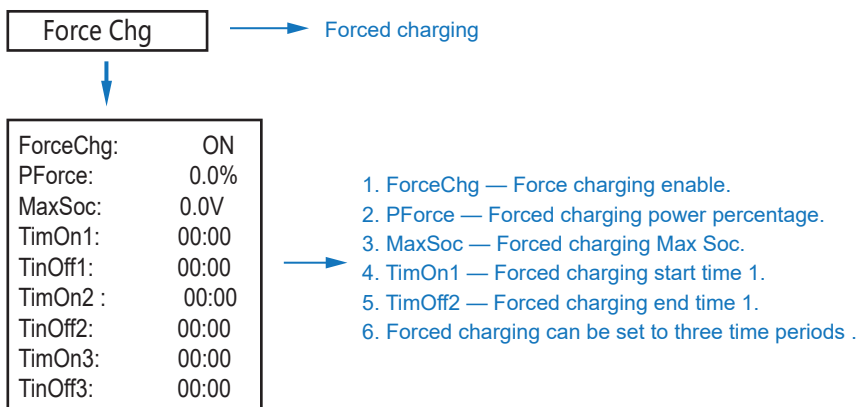 Force Chg
Forced charging
ForceChg: ON
PForce: 0.0%
MaxSoc: 0.0V
TimOn1: 00:00
TinOff1: 00:00
TimOn2 : 00:00
TinOff2: 00:00
TimOn3: 00:00
TinOff3: 00:00
1. ForceChg — Force charging enable.
2. PForce — Forced charging power percentage.
3. MaxSoc — Forced charging Max Soc.
4. TimOn1 — Forced charging start time 1.
5. TimOff2 — Forced charging end time 1.
6. Forced charging can be set to three time periods .